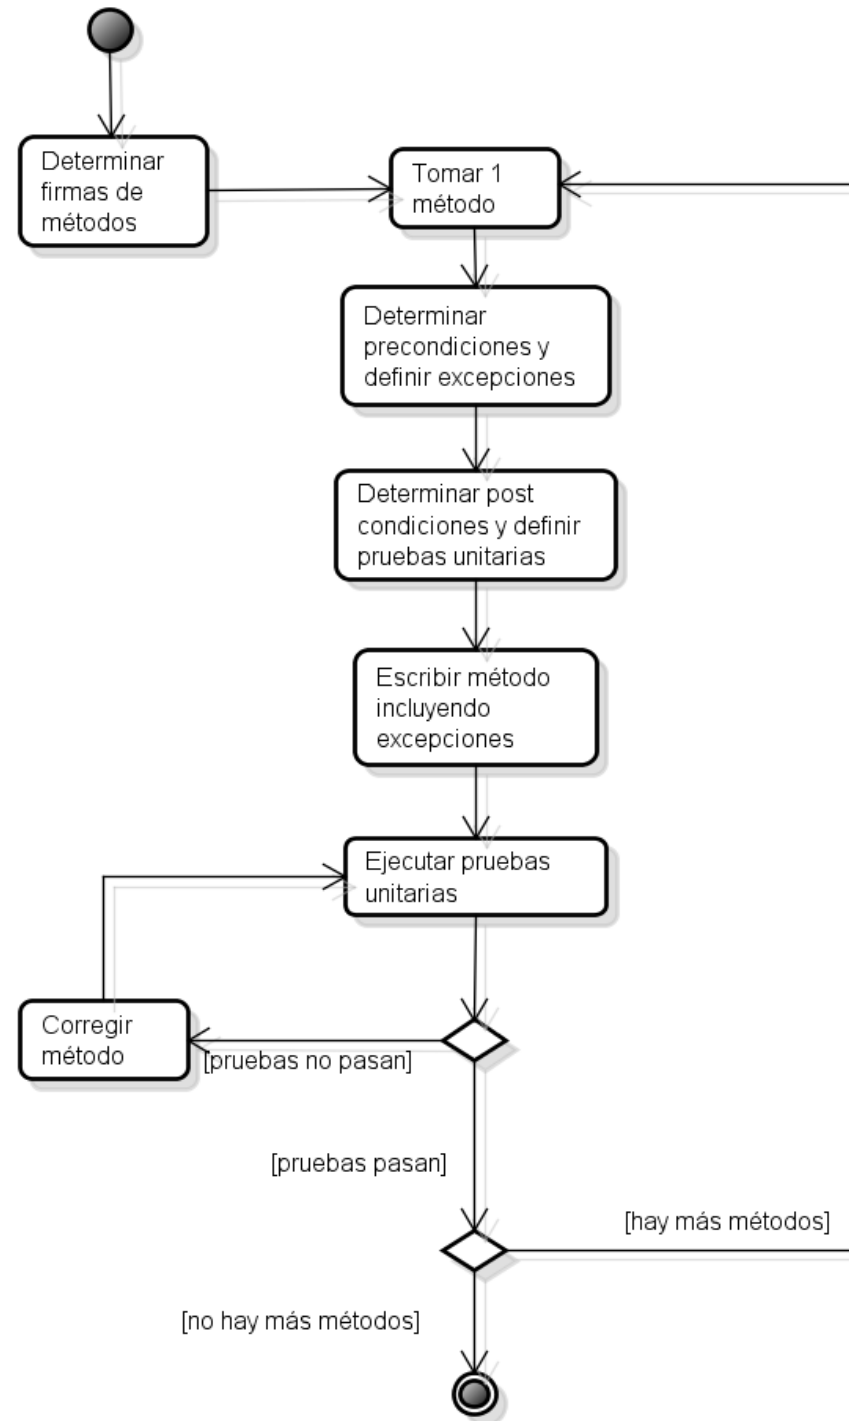 Determinar
firmas de
métodos
Tomar 1
método
Determinar
precondiciones y
definir excepciones
Determinar post
condiciones y definir
pruebas unitarias
Escribir método
incluyendo
excepciones
Ejecutar pruebas
unitarias
Corregir
método
[pruebas no pasan]
[pruebas pasan]
[hay más métodos]
[no hay más métodos]